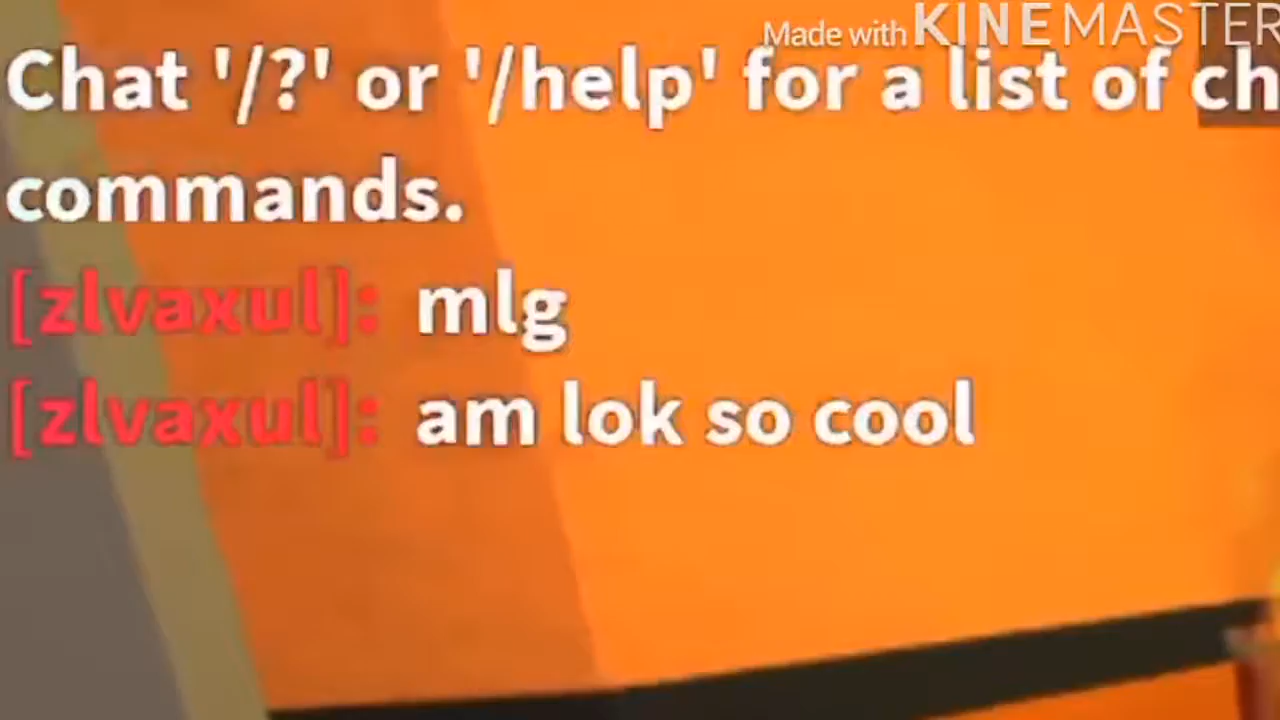 Made with KINEMASTER
Chat '/?' or '/help' for a list of ch
commands.
[zlvaxul]: mlg
[zlvaxul]: am lok so cool